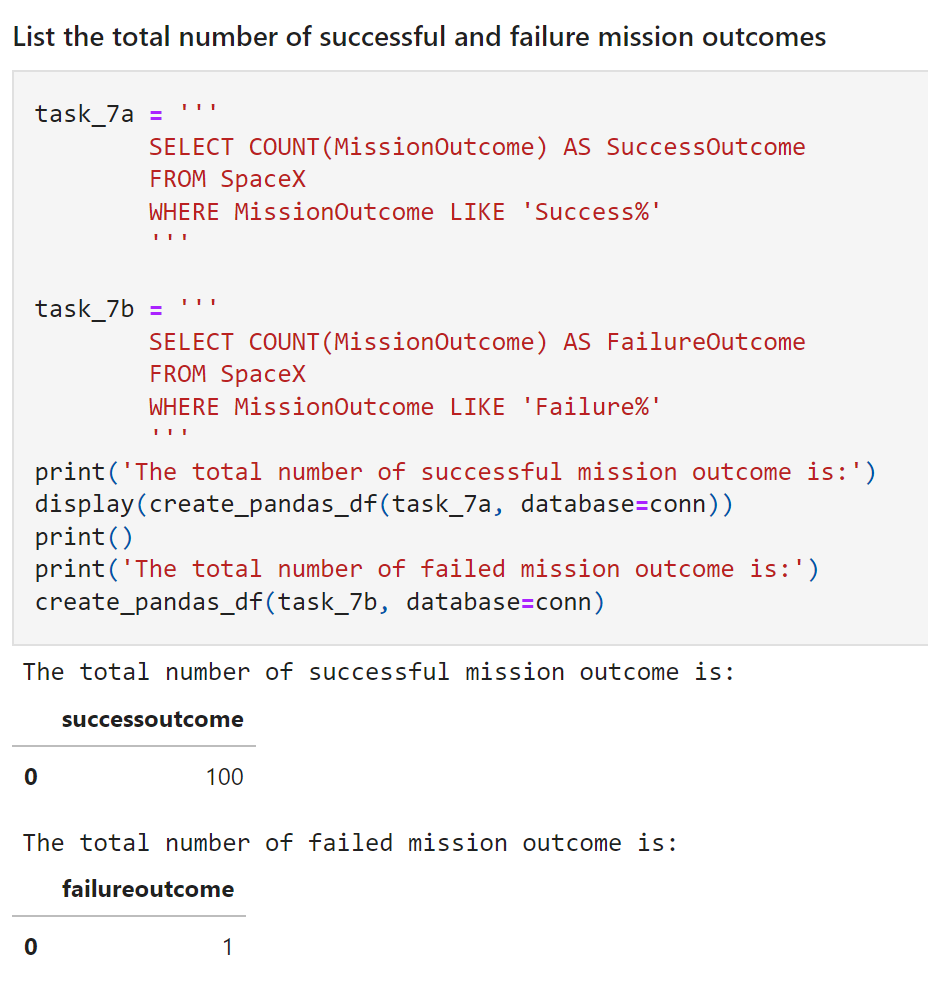 List the total number of successful and failure mission outcomes
task_7a = '''
SELECT COUNT(MissionOutcome) AS SuccessOutcome
FROM SpaceX
WHERE MissionOutcome LIKE 'Success%'
'''
task_7b = '''
SELECT COUNT(MissionOutcome) AS FailureOutcome
FROM SpaceX
WHERE MissionOutcome LIKE 'Failure%'
'''
print('The total number of successful mission outcome is:')
display(create_pandas_df(task_7a, database=conn))
print()
print('The total number of failed mission outcome is:')
create_pandas_df(task_7b, database=conn)
The total number of successful mission outcome is:
successoutcome
0 100
The total number of failed mission outcome is:
failureoutcome
0 1